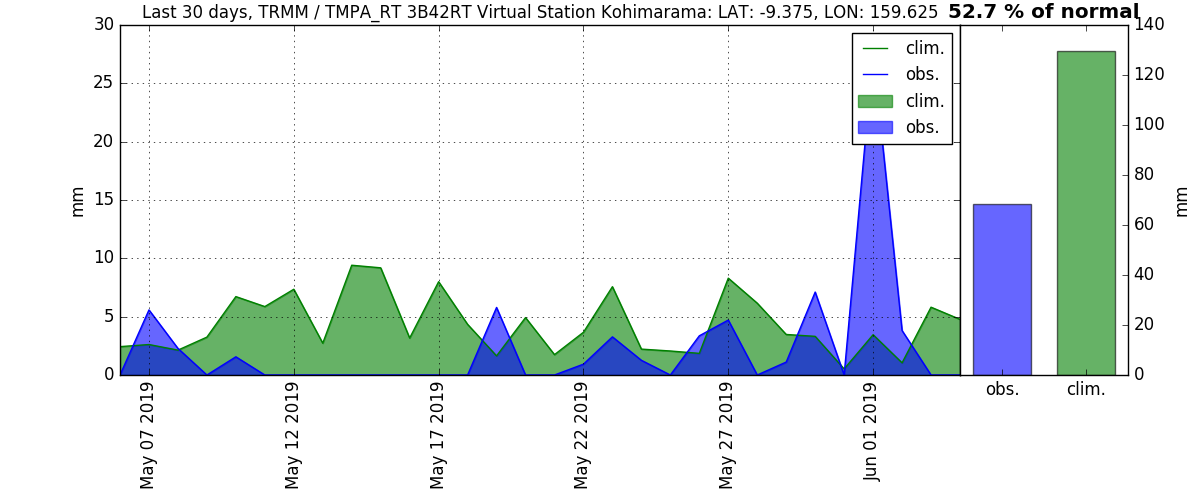 Last 30 days, TRMM / TMPA_RT 3B42RT Virtual Station Kohimarama: LAT: -9.375, LON: 159.625 52.7 % of normal
30
25
20
15
10
5
0
mm
clim.
obs.
clim.
obs.
140
120
100
80
60
40
20
0
mm
obs. clim.
May 07 2019
May 12 2019
May 17 2019
May 22 2019
May 27 2019
Jun 01 2019